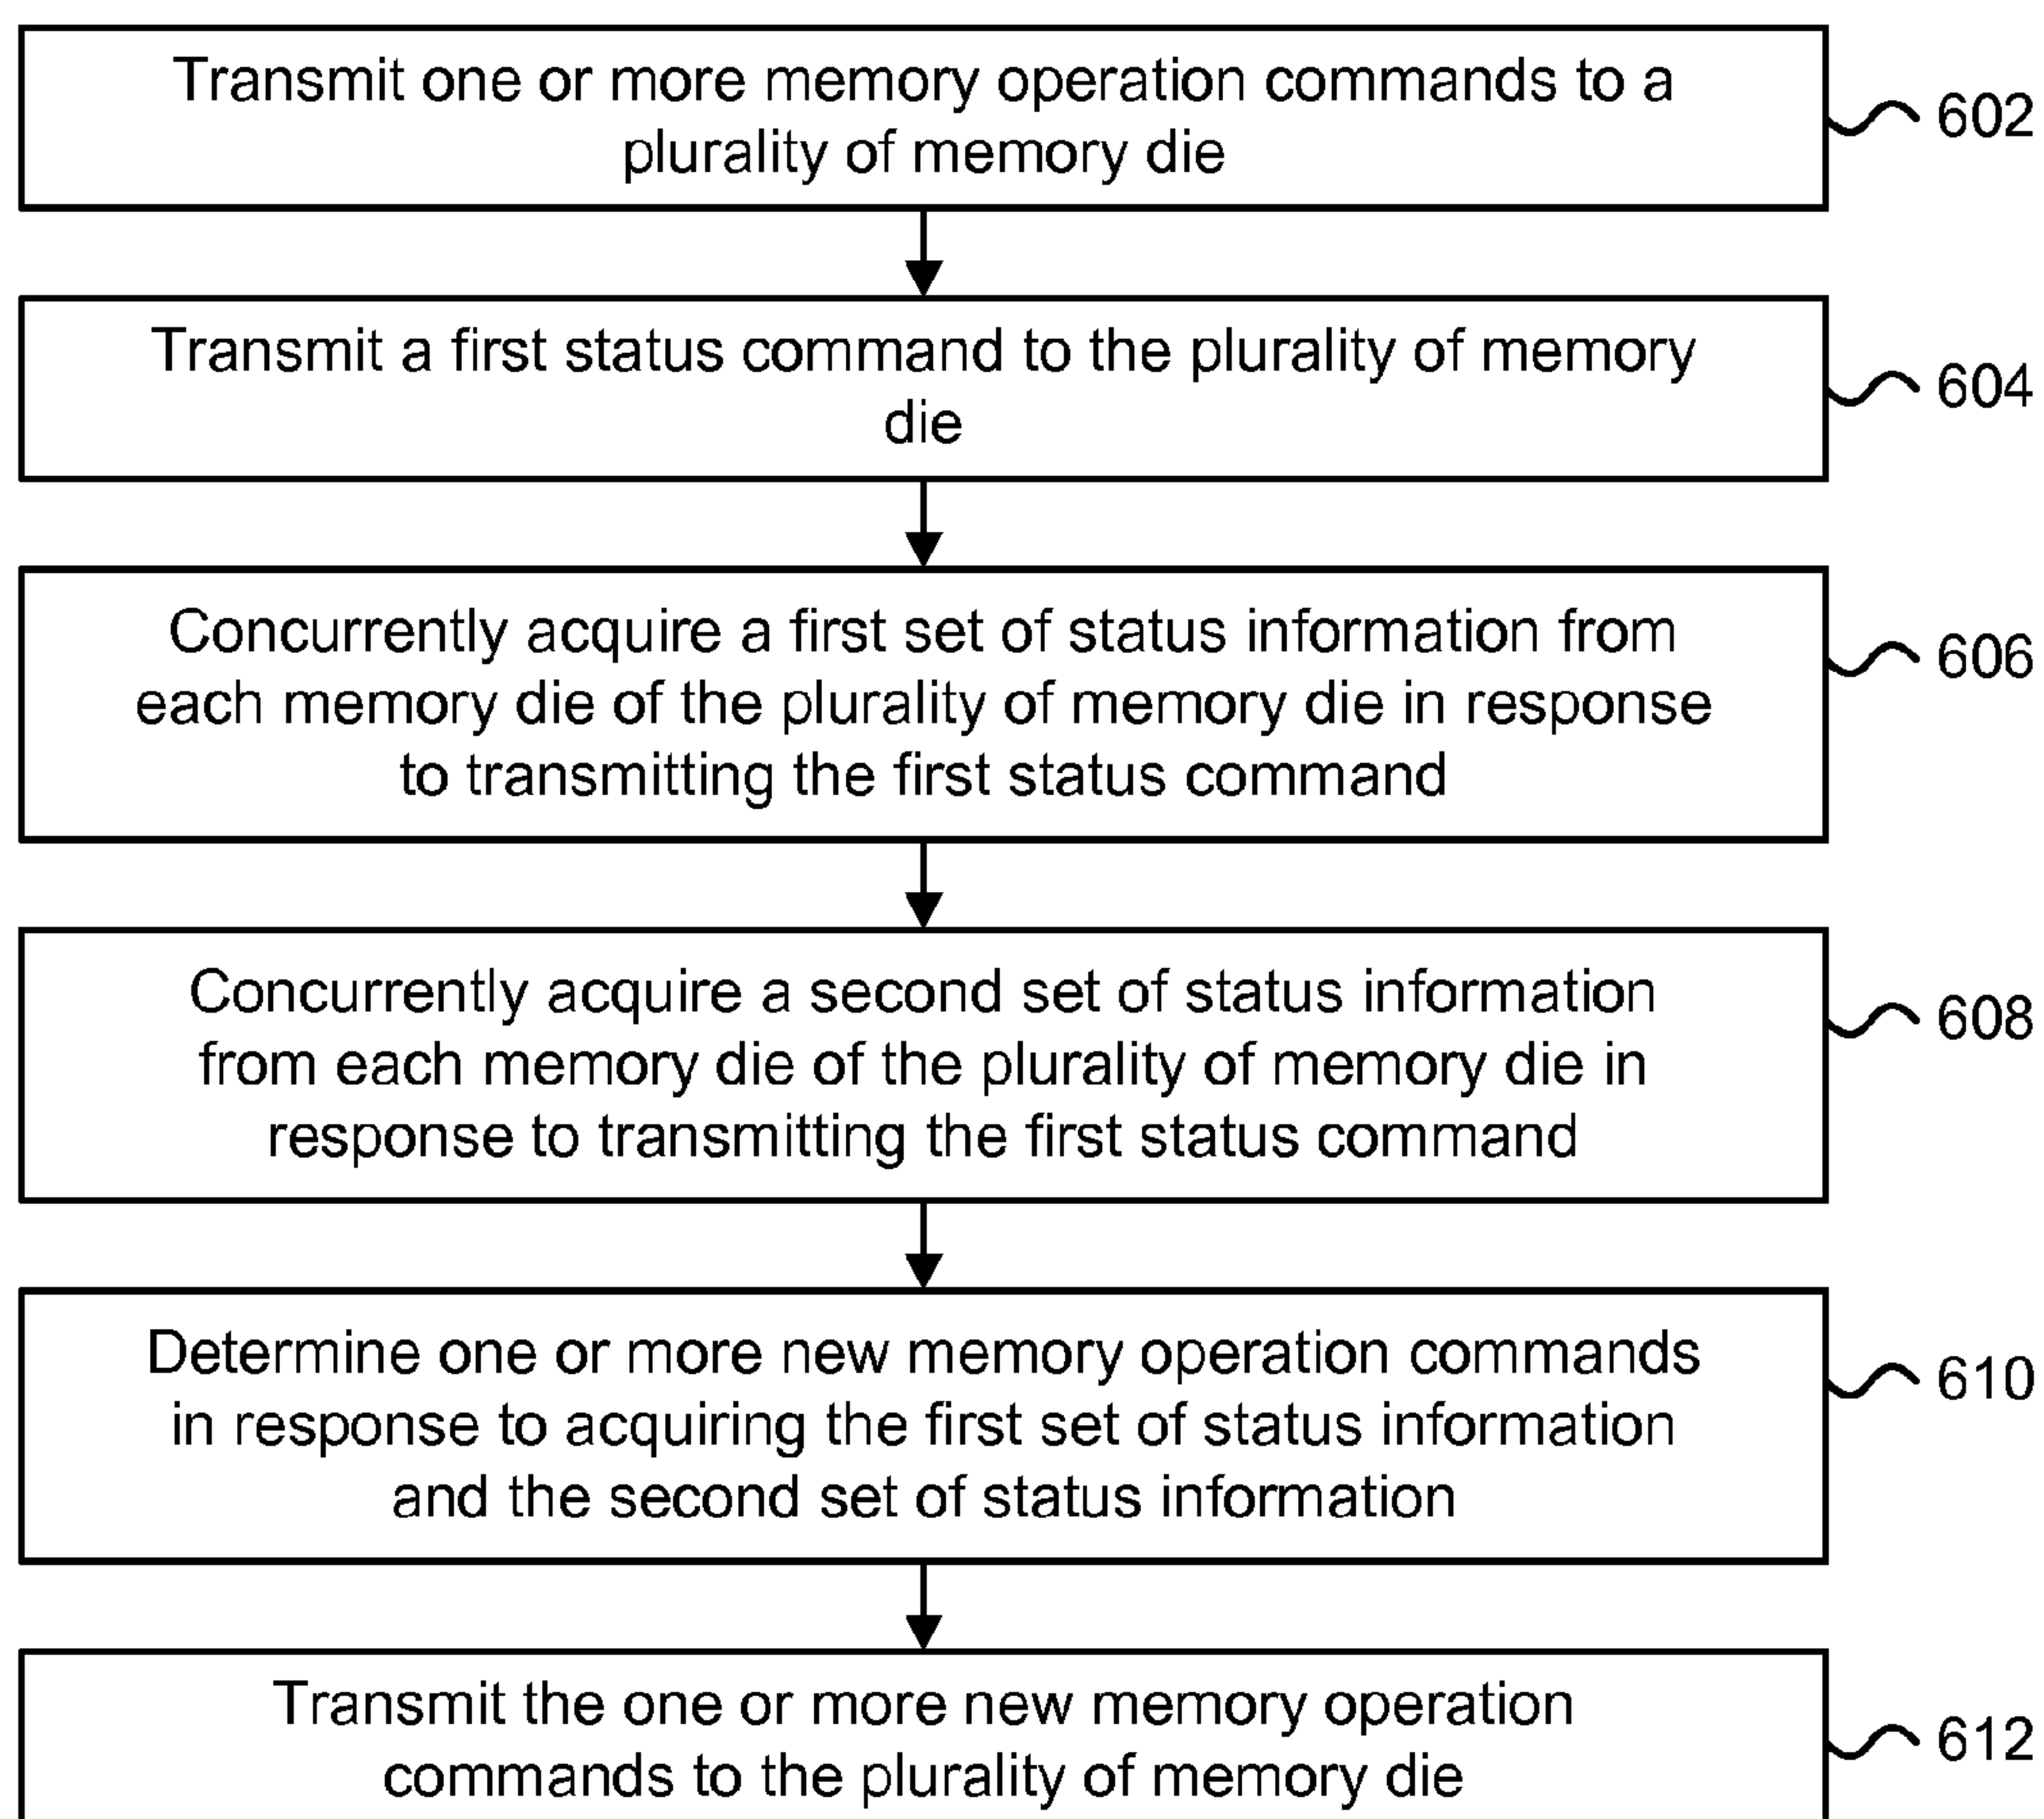 Transmit one or more memory operation commands to a
plurality of memory die
602
Transmit a first status command to the plurality of memory
die
604
Concurrently acquire a first set of status information from
each memory die of the plurality of memory die in response
to transmitting the first status command
606
Concurrently acquire a second set of status information
from each memory die of the plurality of memory die in
response to transmitting the first status command
608
Determine one or more new memory operation commands
in response to acquiring the first set of status information
and the second set of status information
610
Transmit the one or more new memory operation
commands to the plurality of memory die
612